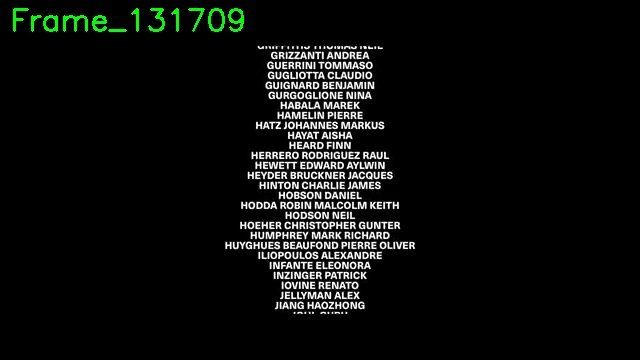 Frame_131709
GRIFFITHS THOMAS NEIL
GRIZZANTI ANDREA
GUERRINI TOMMASO
GUGLIOTTA CLAUDIO
GUIGNARD BENJAMIN
GURGOGLIONE NINA
HABALA MAREK
HAMELIN PIERRE
HATZ JOHANNES MARKUS
HAYAT AISHA
HEARD FINN
HERRERO RODRIGUEZ RAUL
HEWETT EDWARD AYLWIN
HEYDER BRUCKNER JACQUES
HINTON CHARLIE JAMES
HOBSON DANIEL
HODDA ROBIN MALCOLM KEITH
HODSON NEIL
HOEHER CHRISTOPHER GUNTER
HUMPHREY MARK RICHARD
HUYGHUES BEAUFOND PIERRE OLIVER
ILIOPOULOS ALEXANDRE
INFANTE ELEONORA
INZINGER PATRICK
IOVINE RENATO
JELLYMAN ALEX
JIANG HAOZHONG